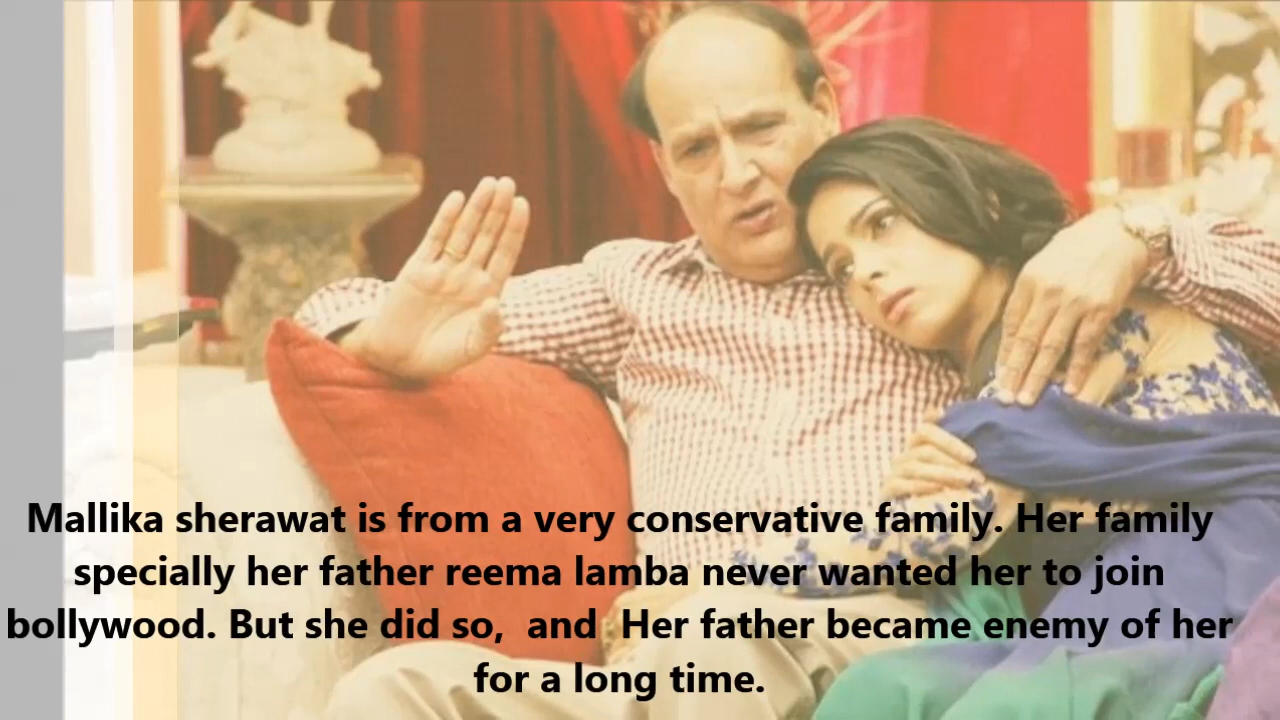 Mallika sherawat is from a very conservative family. Her family
specially her father reema lamba never wanted her to join
bollywood. But she did so,  and  Her father became enemy of her
for a long time.